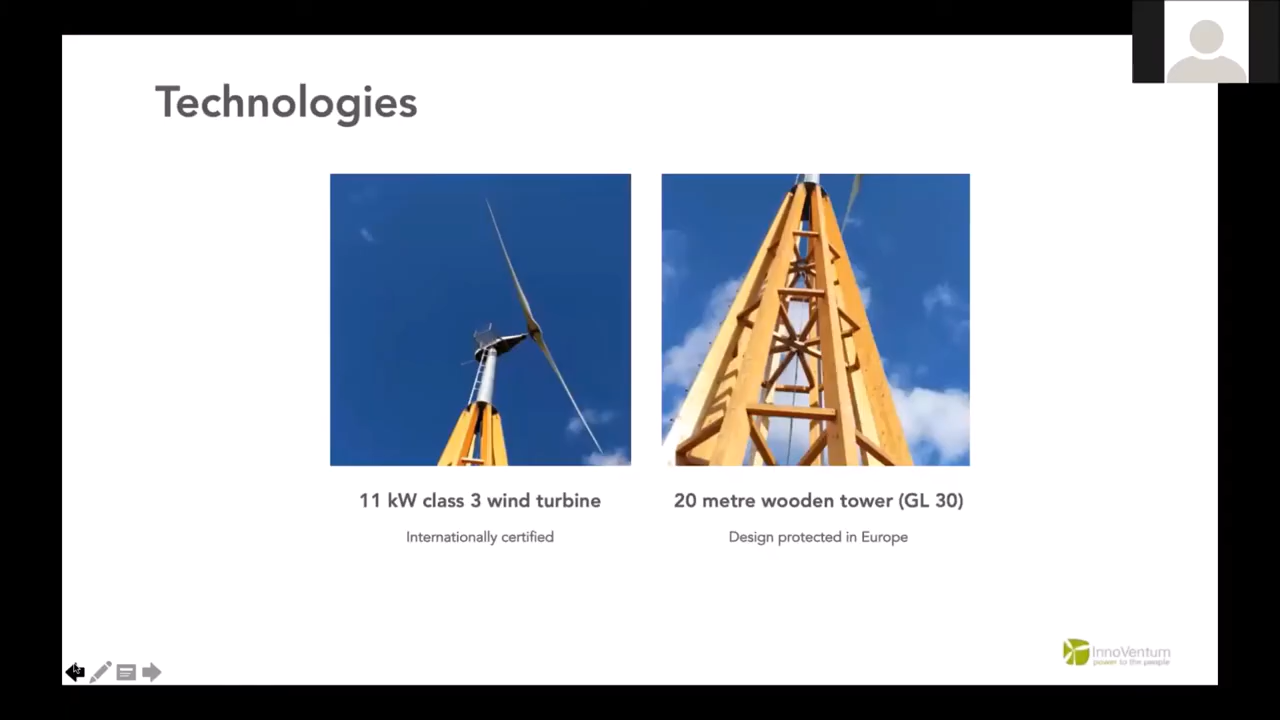 Technologies
11 kW class 3 wind turbine
Internationally certified
20 metre wooden tower (GL 30)
Design protected in Europe
InnoVentum
power to the people